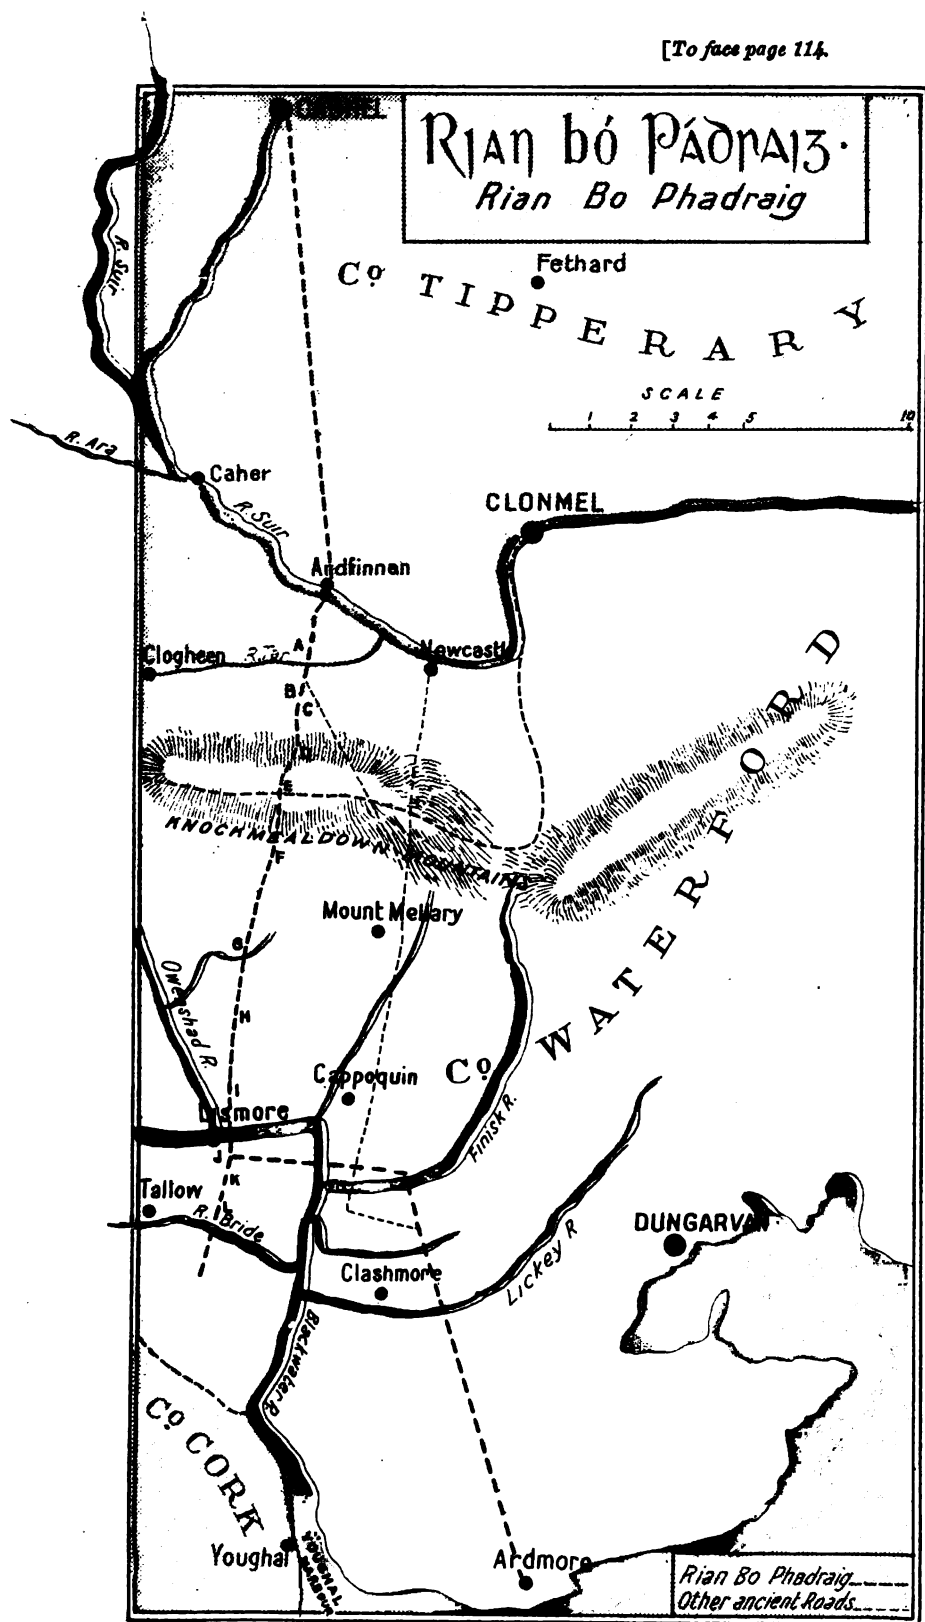 [To face page 114.
Rian bó Pádraig.
Rian Bo Phadraig
Fethard
Co. TIPPERARY
SCALE
1 2 3 4 5 10
R. Suir
R. Ara
Caher
R. Suir
CLONMEL
Ardfinnan
A
Clogheen
R. Tar
Newcastle
B
C
D
E
KNOCKMEALDOWN MOUNTAINS
F
Mount Mellary
G
Owenshad R.
H
Co. WATERFORD
Cappoquin
I
Lismore
Finisk R.
J
K
Tallow
L
R. Bride
DUNGARVAN
Clashmore
Lickey R
Blackwater R.
Co. CORK
Youghal
YOUGHAL HARBOUR
Ardmore
Rian Bo Phadraig
Other ancient Roads